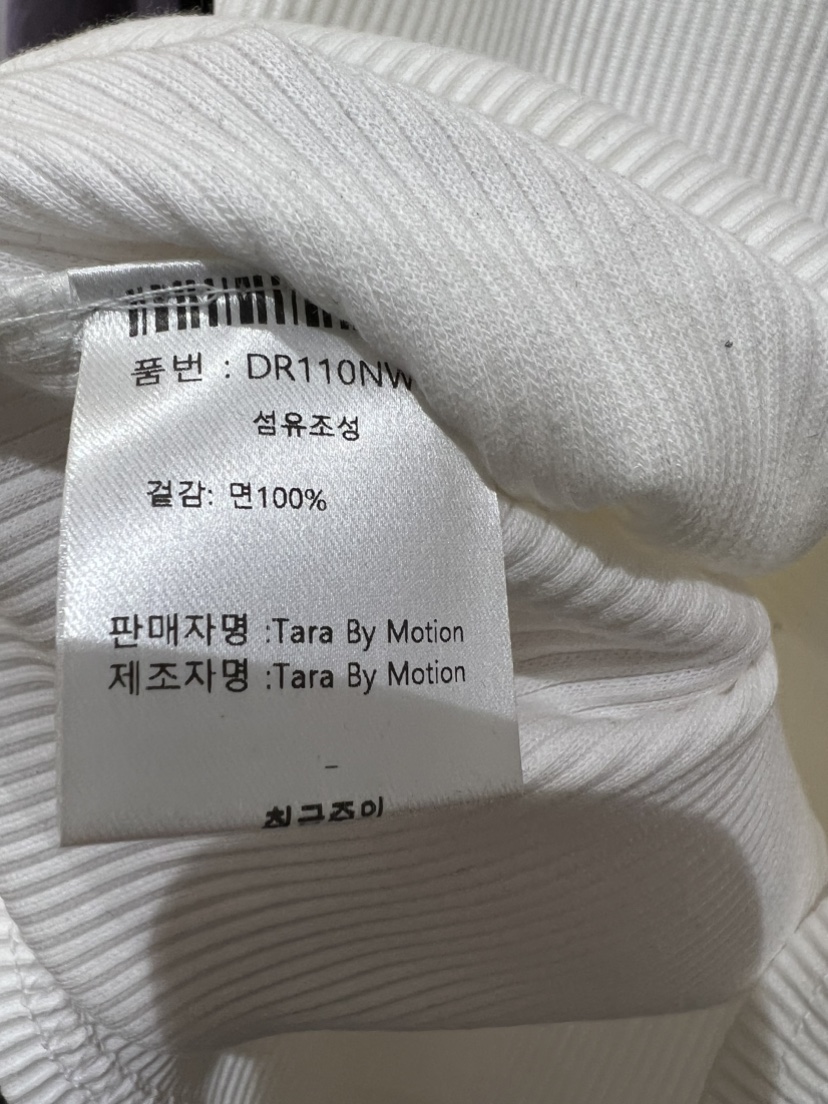 품번 : DR110NW
섬유조성
겉감: 면100%
판매자명 :Tara By Motion
제조자명 :Tara By Motion
-